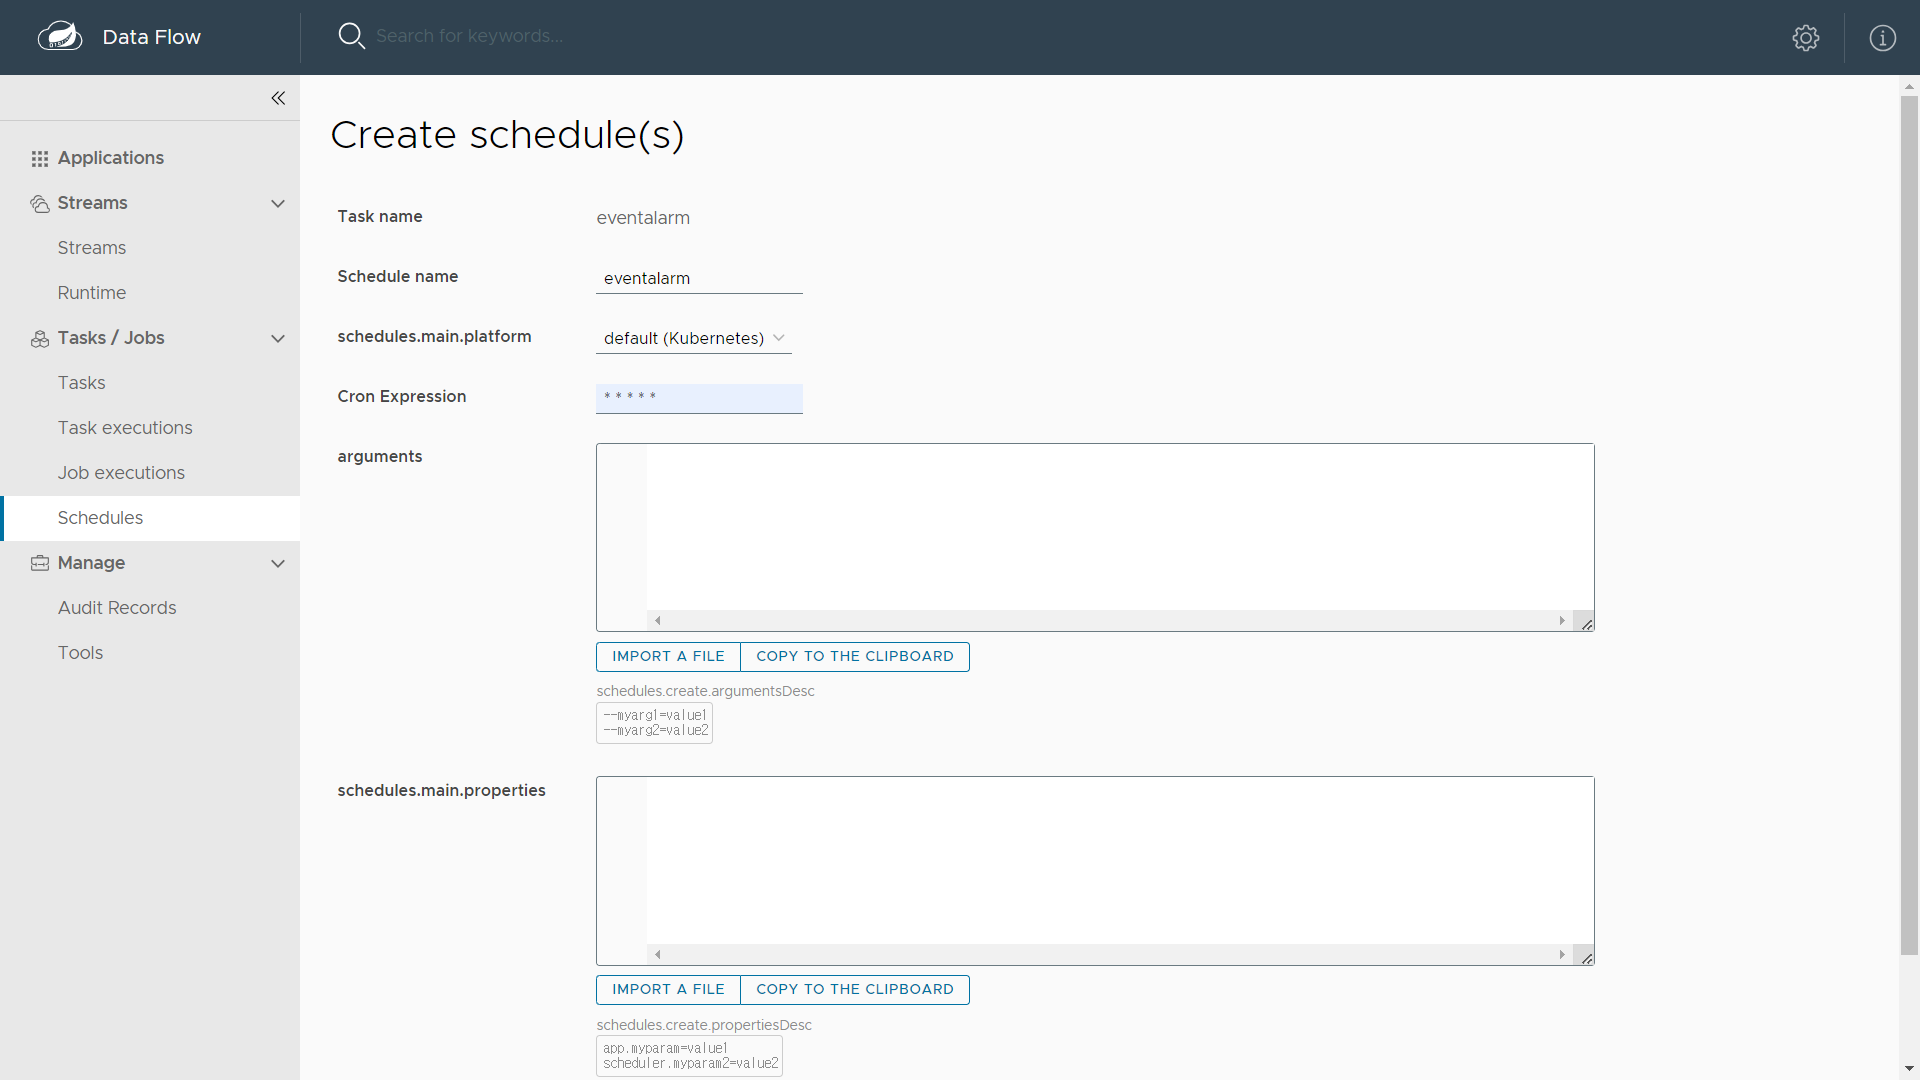 Data Flow
Search for keywords...
Applications
Streams
Streams
Runtime
Tasks / Jobs
Tasks
Task executions
Job executions
Schedules
Manage
Audit Records
Tools
Create schedule(s)
Task name
eventalarm
Schedule name
eventalarm
schedules.main.platform
default (Kubernetes)
Cron Expression
* * * * *
arguments
IMPORT A FILE
COPY TO THE CLIPBOARD
schedules.create.argumentsDesc
--myarg1=value1
--myarg2=value2
schedules.main.properties
IMPORT A FILE
COPY TO THE CLIPBOARD
schedules.create.propertiesDesc
app.myparam=value1
scheduler.myparam2=value2